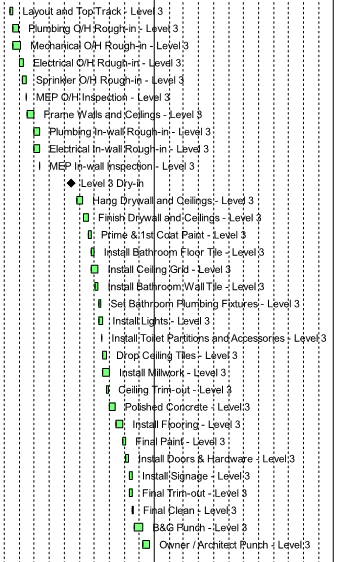 Layout and Top Track - Level 3
Plumbing O/H Rough-in - Level 3
Mechanical O/H Rough-in - Level 3
Electrical O/H Rough-in - Level 3
Sprinkler O/H Rough-in - Level 3
MEP O/H Inspection - Level 3
Frame Walls and Ceilings - Level 3
Plumbing In-wall Rough-in - Level 3
Electrical In-wall Rough-in - Level 3
MEP In-wall Inspection - Level 3
Level 3 Dry-in
Hang Drywall and Ceilings - Level 3
Finish Drywall and Ceilings - Level 3
Prime & 1st Coat Paint - Level 3
Install Bathroom Floor Tile - Level 3
Install Ceiling Grid - Level 3
Install Bathroom Wall Tile - Level 3
Set Bathroom Plumbing Fixtures - Level 3
Install Lights - Level 3
Install Toilet Partitions and Accessories - Level 3
Drop Ceiling Tiles - Level 3
Install Millwork - Level 3
Ceiling Trim-out - Level 3
Polished Concrete - Level 3
Install Flooring - Level 3
Final Paint - Level 3
Install Doors & Hardware - Level 3
Install Signage - Level 3
Final Trim-out - Level 3
Final Clean - Level 3
B&G Punch - Level 3
Owner / Architect Punch - Level 3